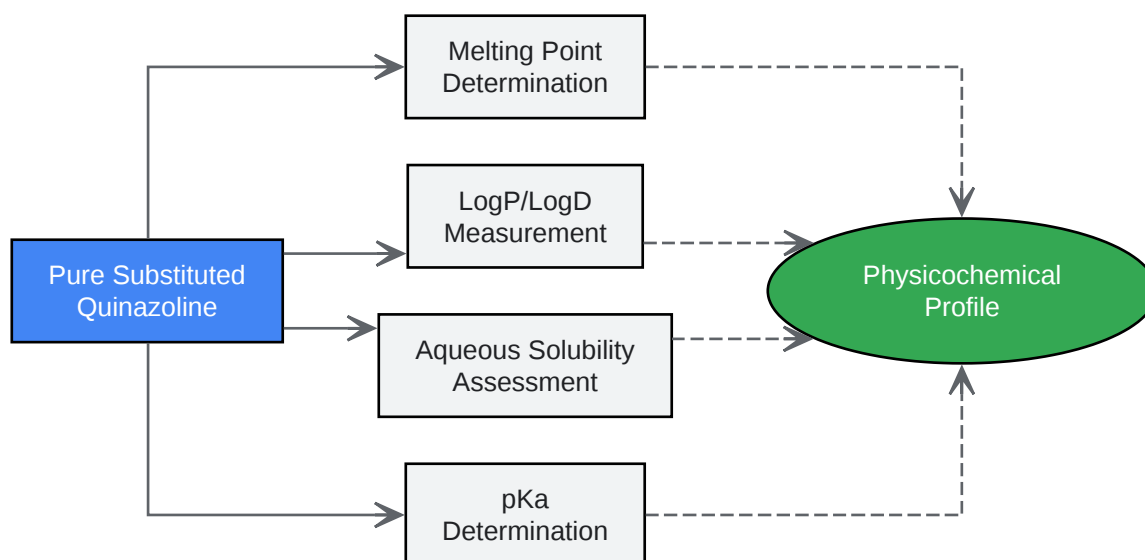 Melting Point
Determination
LogP/LogD
Measurement
Pure Substituted
Quinazoline
Physicochemical
Profile
Aqueous Solubility
Assessment
pKa
Determination